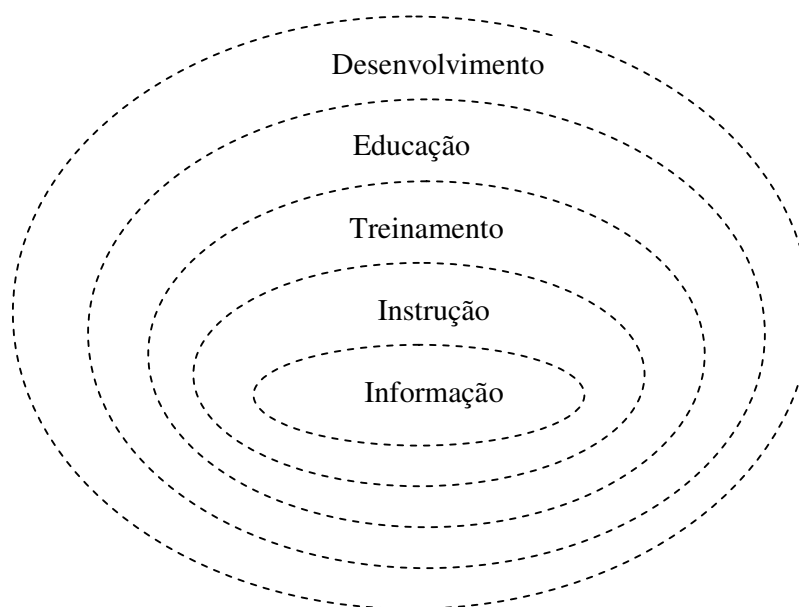 Desenvolvimento
Educação
Treinamento
Instrução
Informação